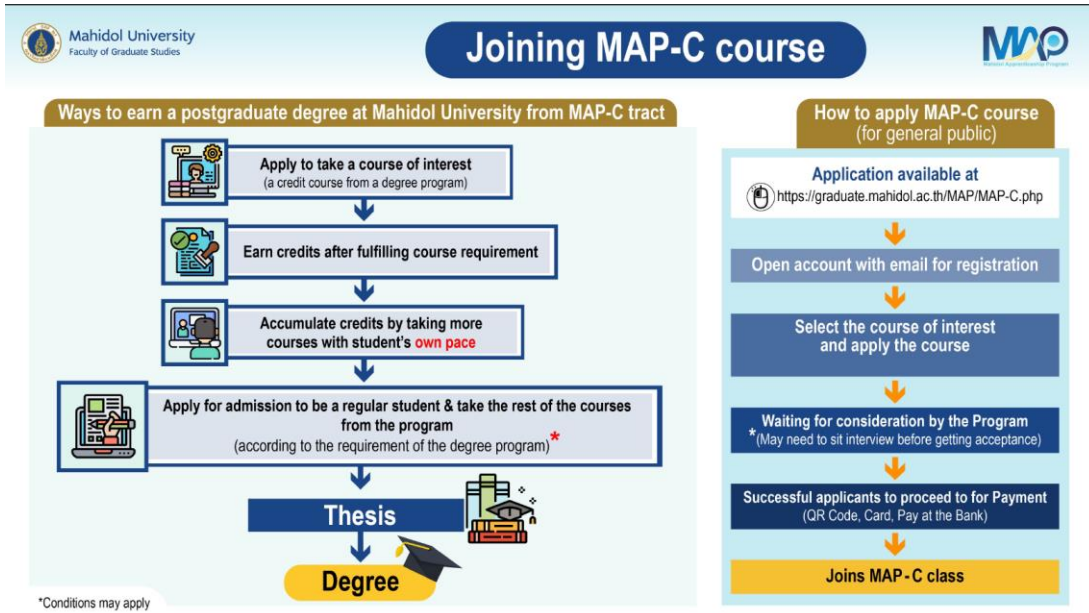 Mahidol University
Faculty of Graduate Studies
Joining MAP-C course
MAP
Mahidol Apprenticeship Program
Ways to earn a postgraduate degree at Mahidol University from MAP-C tract
Apply to take a course of interest
(a credit course from a degree program)
Earn credits after fulfilling course requirement
Accumulate credits by taking more
courses with student's own pace
Apply for admission to be a regular student & take the rest of the courses
from the program
(according to the requirement of the degree program)*
Thesis
Degree
*Conditions may apply
How to apply MAP-C course
(for general public)
Application available at
https://graduate.mahidol.ac.th/MAP/MAP-C.php
Open account with email for registration
Select the course of interest
and apply the course
Waiting for consideration by the Program
*(May need to sit interview before getting acceptance)
Successful applicants to proceed to for Payment
(QR Code, Card, Pay at the Bank)
Joins MAP-C class